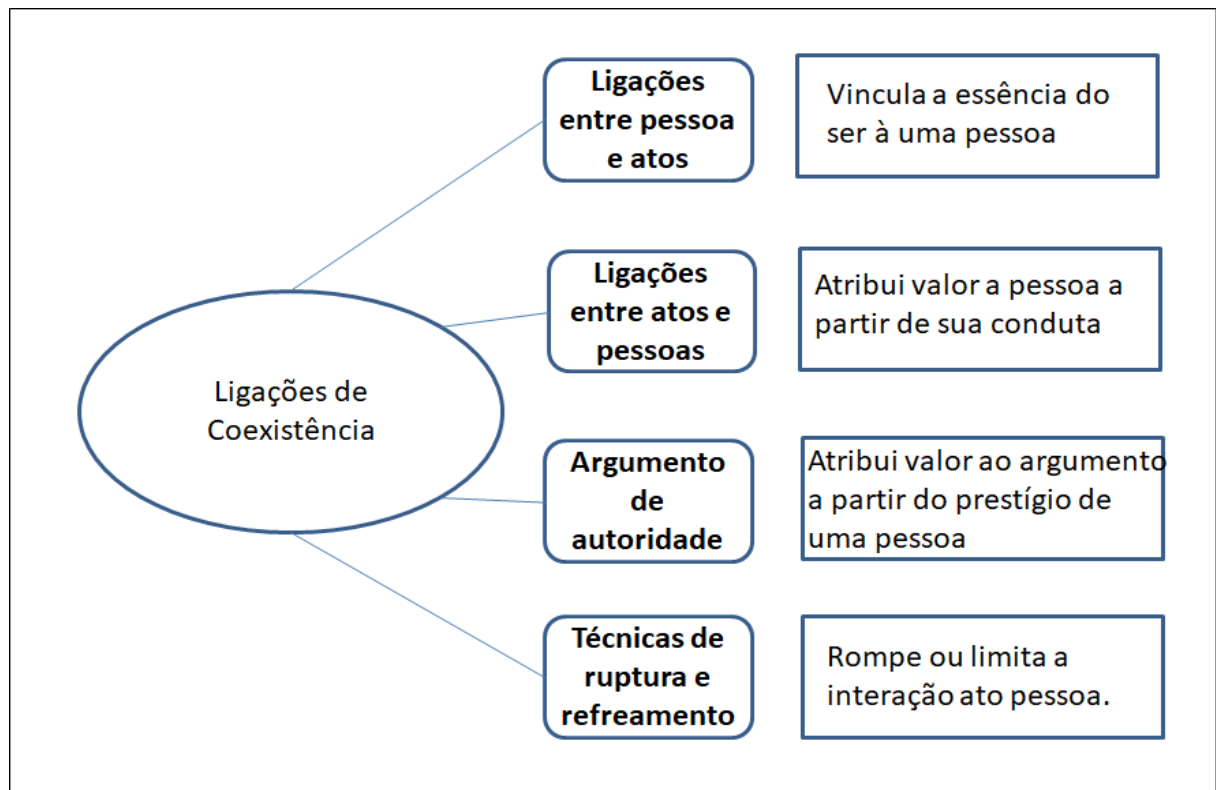 Ligações
entre pessoa
e atos
Vincula a essência do
ser à uma pessoa
Ligações
entre atos e
pessoas
Atribui valor a pessoa a
partir de sua conduta
Ligações de
Coexistência
Argumento
de
autoridade
Atribui valor ao argumento
a partir do prestígio de
uma pessoa
Técnicas de
ruptura e
refreamento
Rompe ou limita a
interação ato pessoa.